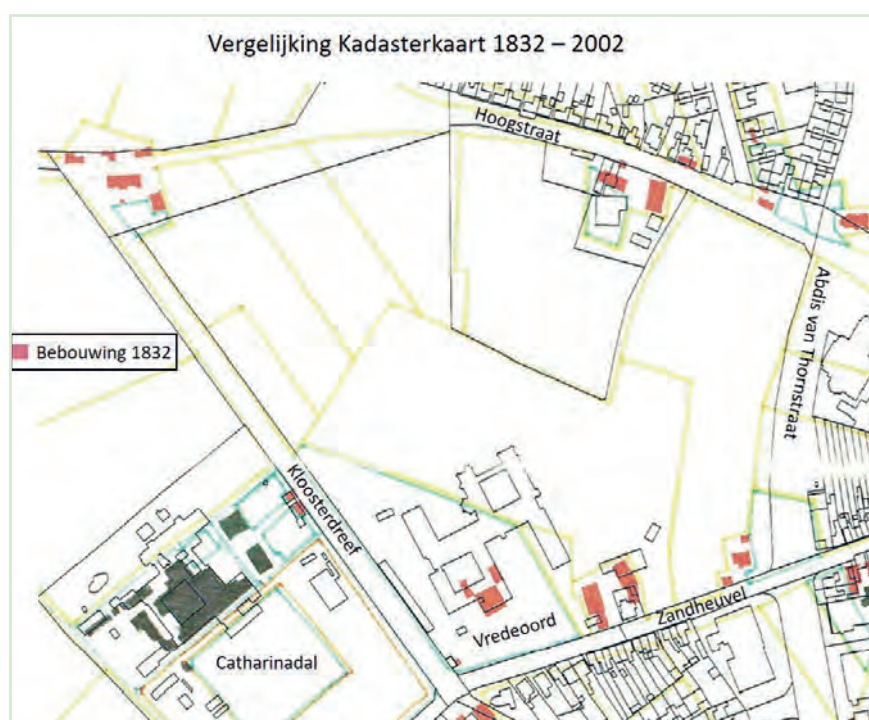 Vergelijking Kadasterkaart 1832 – 2002
Hoogstraat
Abdis van Thornstraat
Bebouwing 1832
Kloosterdreef
Zandheuvel
Vredeoord
Catharinadal